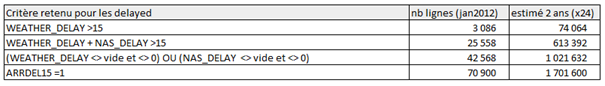 Critère retenu pour les delayed nb lignes (jan2012) estimé 2 ans (x24)
WEATHER_DELAY >15 3 086 74 064
WEATHER_DELAY + NAS_DELAY >15 25 558 613 392
(WEATHER_DELAY <> vide et <> 0) OU (NAS_DELAY <> vide et <> 0) 42 568 1 021 632
ARRDEL15 =1 70 900 1 701 600